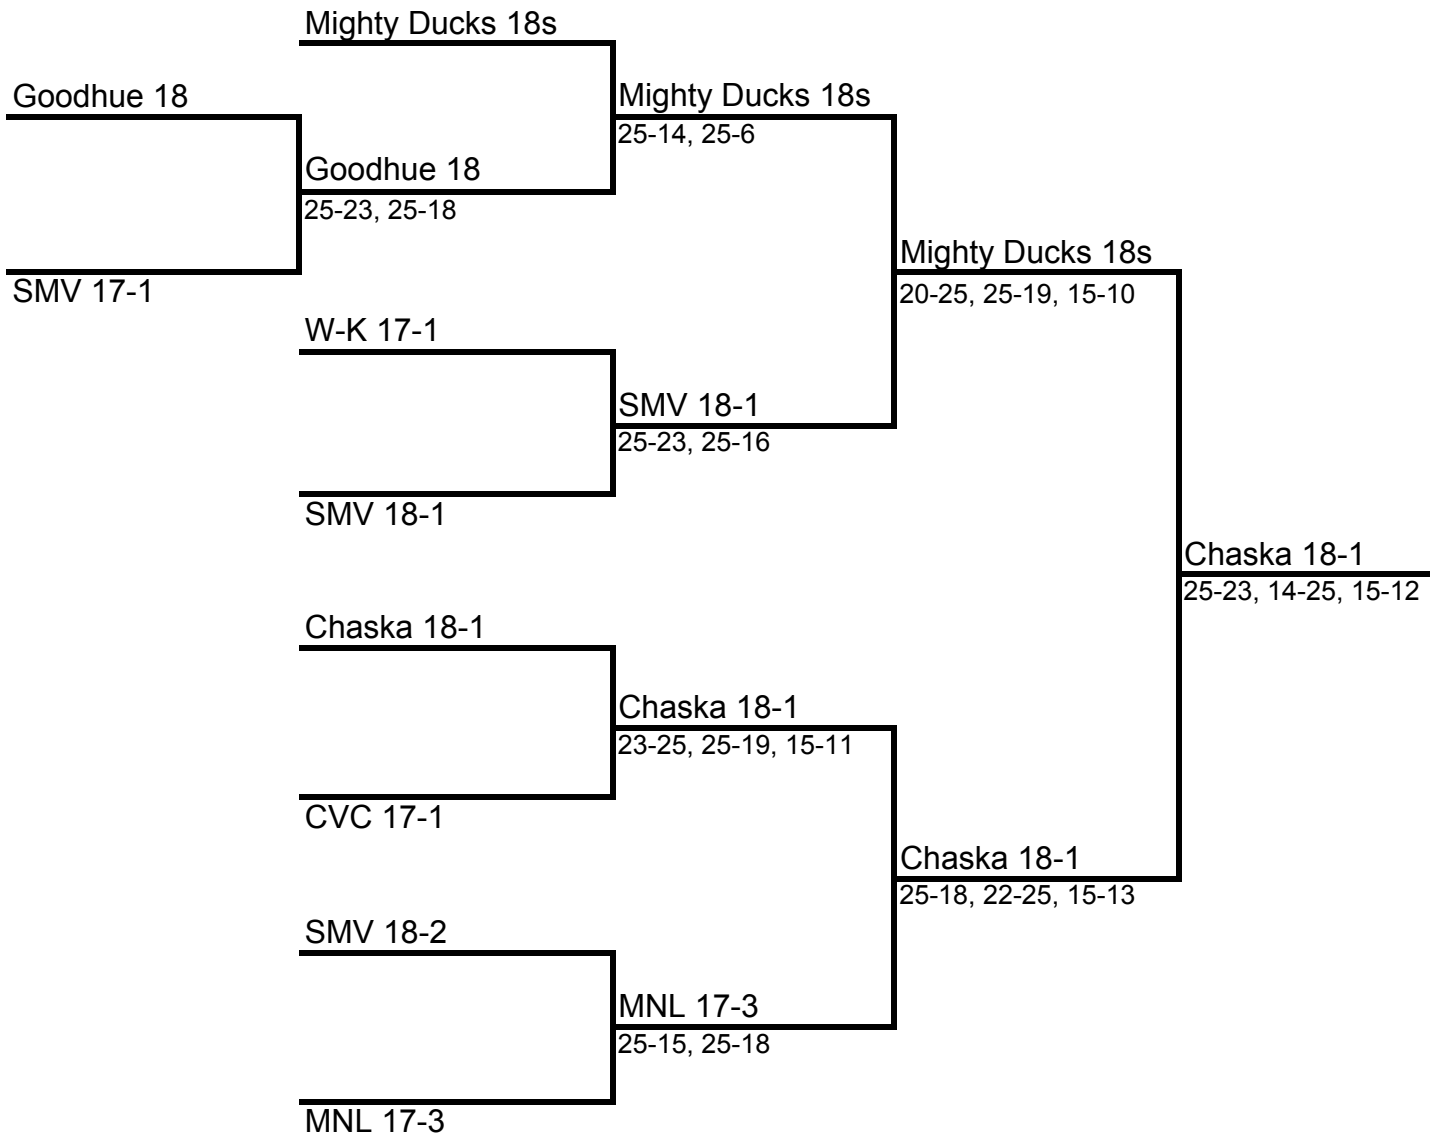 Mighty Ducks 18s
Goodhue 18
Mighty Ducks 18s
25-14, 25-6
Goodhue 18
25-23, 25-18
Mighty Ducks 18s
20-25, 25-19, 15-10
SMV 17-1
W-K 17-1
SMV 18-1
25-23, 25-16
SMV 18-1
Chaska 18-1
25-23, 14-25, 15-12
Chaska 18-1
Chaska 18-1
23-25, 25-19, 15-11
CVC 17-1
Chaska 18-1
25-18, 22-25, 15-13
SMV 18-2
MNL 17-3
25-15, 25-18
MNL 17-3